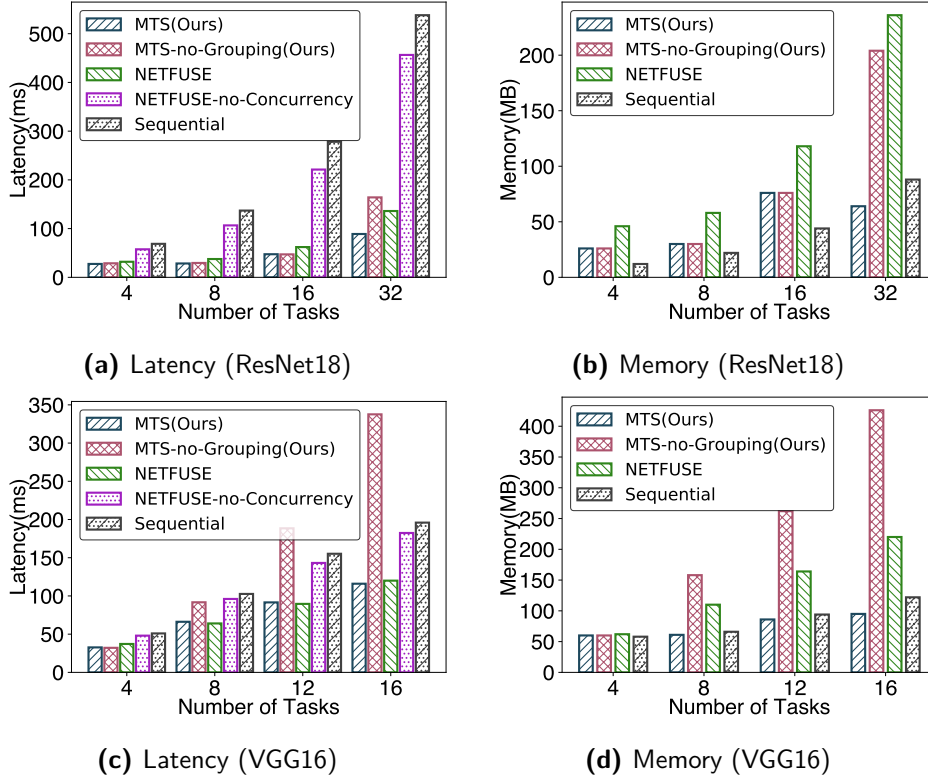 MTS(Ours)
MTS-no-Grouping(Ours)
NETFUSE
NETFUSE-no-Concurrency
Sequential
Latency(ms)
500
400
300
200
100
0
4 8 16 32
Number of Tasks
(a) Latency (ResNet18)
MTS(Ours)
MTS-no-Grouping(Ours)
NETFUSE
Sequential
Memory(MB)
200
150
100
50
0
4 8 16 32
Number of Tasks
(b) Memory (ResNet18)
MTS(Ours)
MTS-no-Grouping(Ours)
NETFUSE
NETFUSE-no-Concurrency
Sequential
Latency(ms)
350
300
250
200
150
100
50
0
4 8 12 16
Number of Tasks
(c) Latency (VGG16)
MTS(Ours)
MTS-no-Grouping(Ours)
NETFUSE
Sequential
Memory(MB)
400
350
300
250
200
150
100
50
0
4 8 12 16
Number of Tasks
(d) Memory (VGG16)